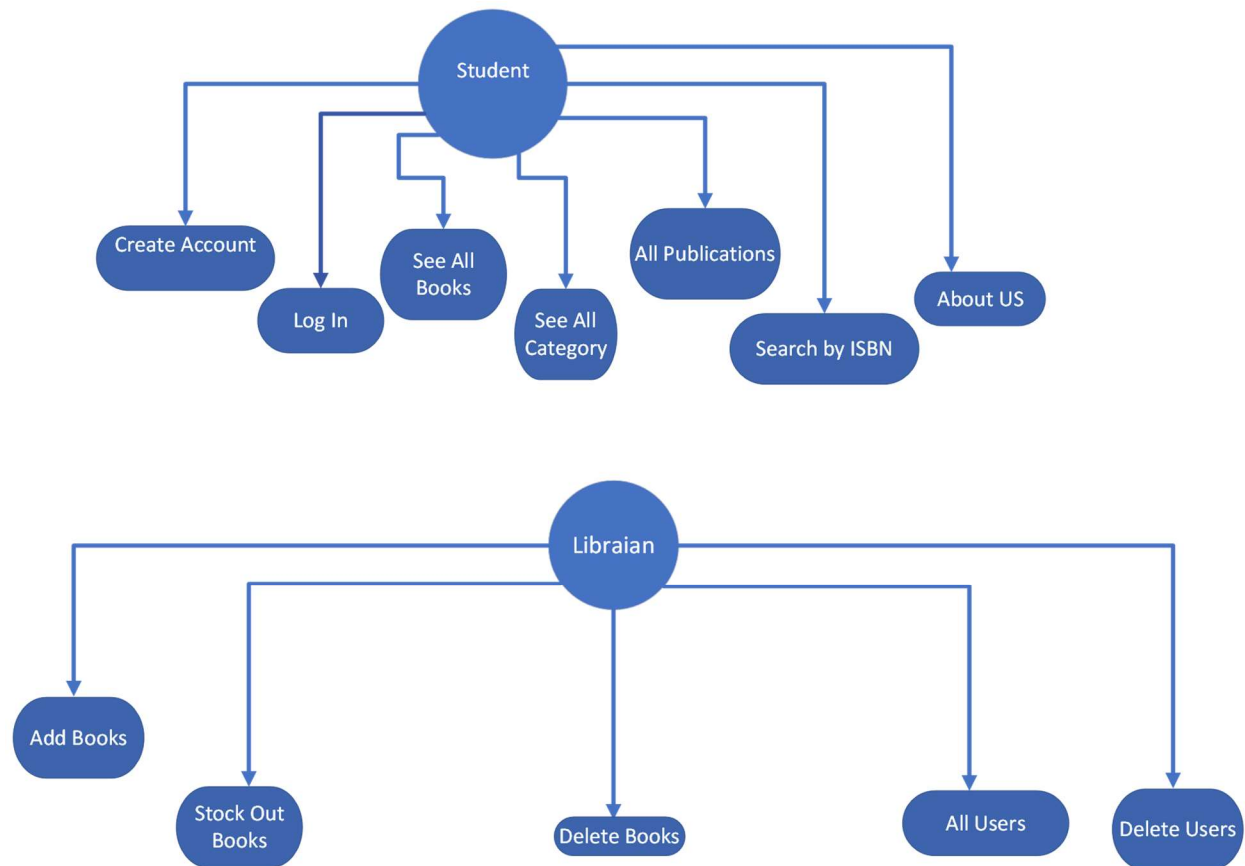 Student
Create Account
Log In
See All
Books
See All
Category
All Publications
Search by ISBN
About US
Libraian
Add Books
Stock Out
Books
Delete Books
All Users
Delete Users